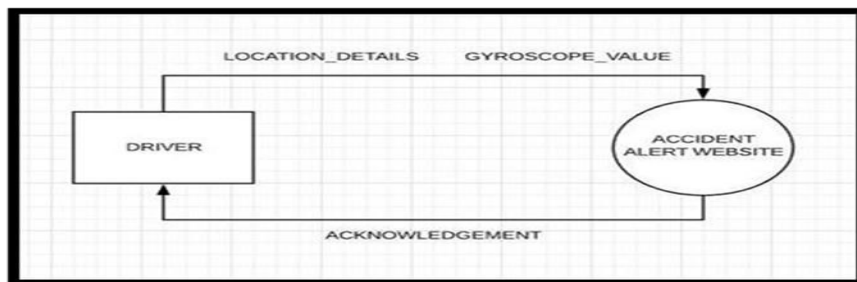 LOCATION_DETAILS GYROSCOPE_VALUE
DRIVER
ACCIDENT
ALERT WEBSITE
ACKNOWLEDGEMENT